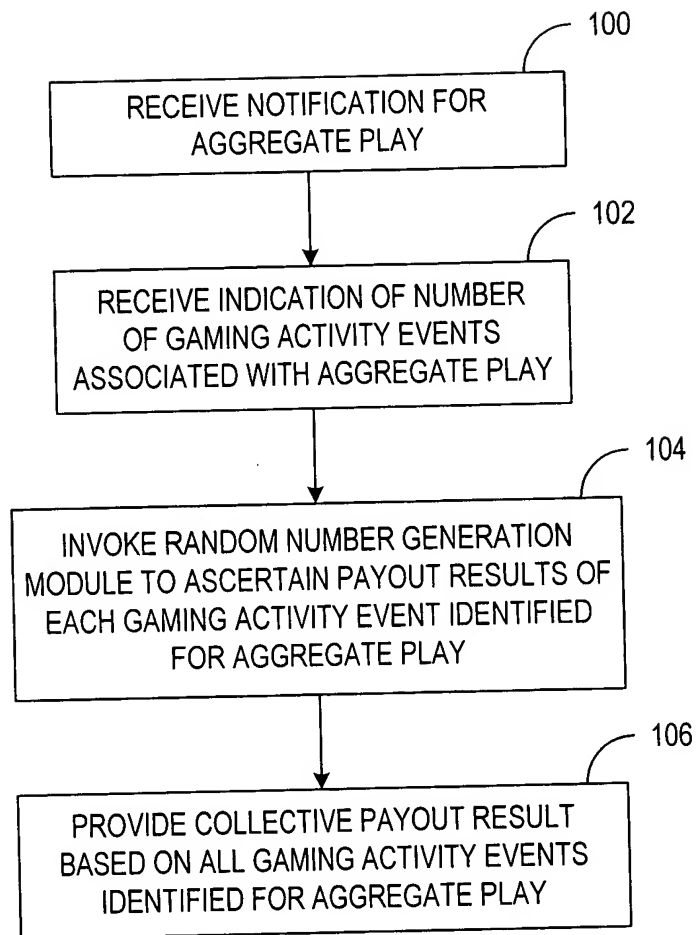 100
RECEIVE NOTIFICATION FOR
AGGREGATE PLAY
102
RECEIVE INDICATION OF NUMBER
OF GAMING ACTIVITY EVENTS
ASSOCIATED WITH AGGREGATE PLAY
104
INVOKE RANDOM NUMBER GENERATION
MODULE TO ASCERTAIN PAYOUT RESULTS OF
EACH GAMING ACTIVITY EVENT IDENTIFIED
FOR AGGREGATE PLAY
106
PROVIDE COLLECTIVE PAYOUT RESULT
BASED ON ALL GAMING ACTIVITY EVENTS
IDENTIFIED FOR AGGREGATE PLAY